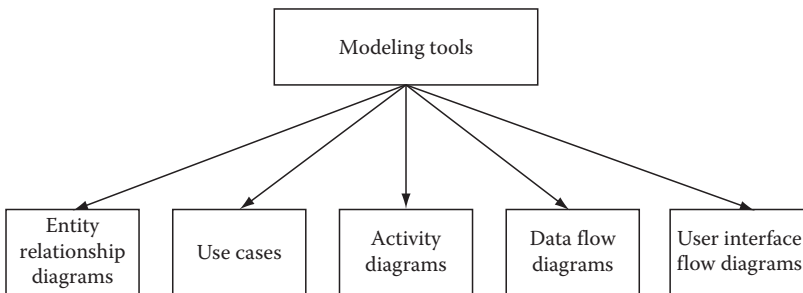 Modeling tools
Entity
relationship
diagrams
Use cases
Activity
diagrams
Data flow
diagrams
User interface
flow diagrams